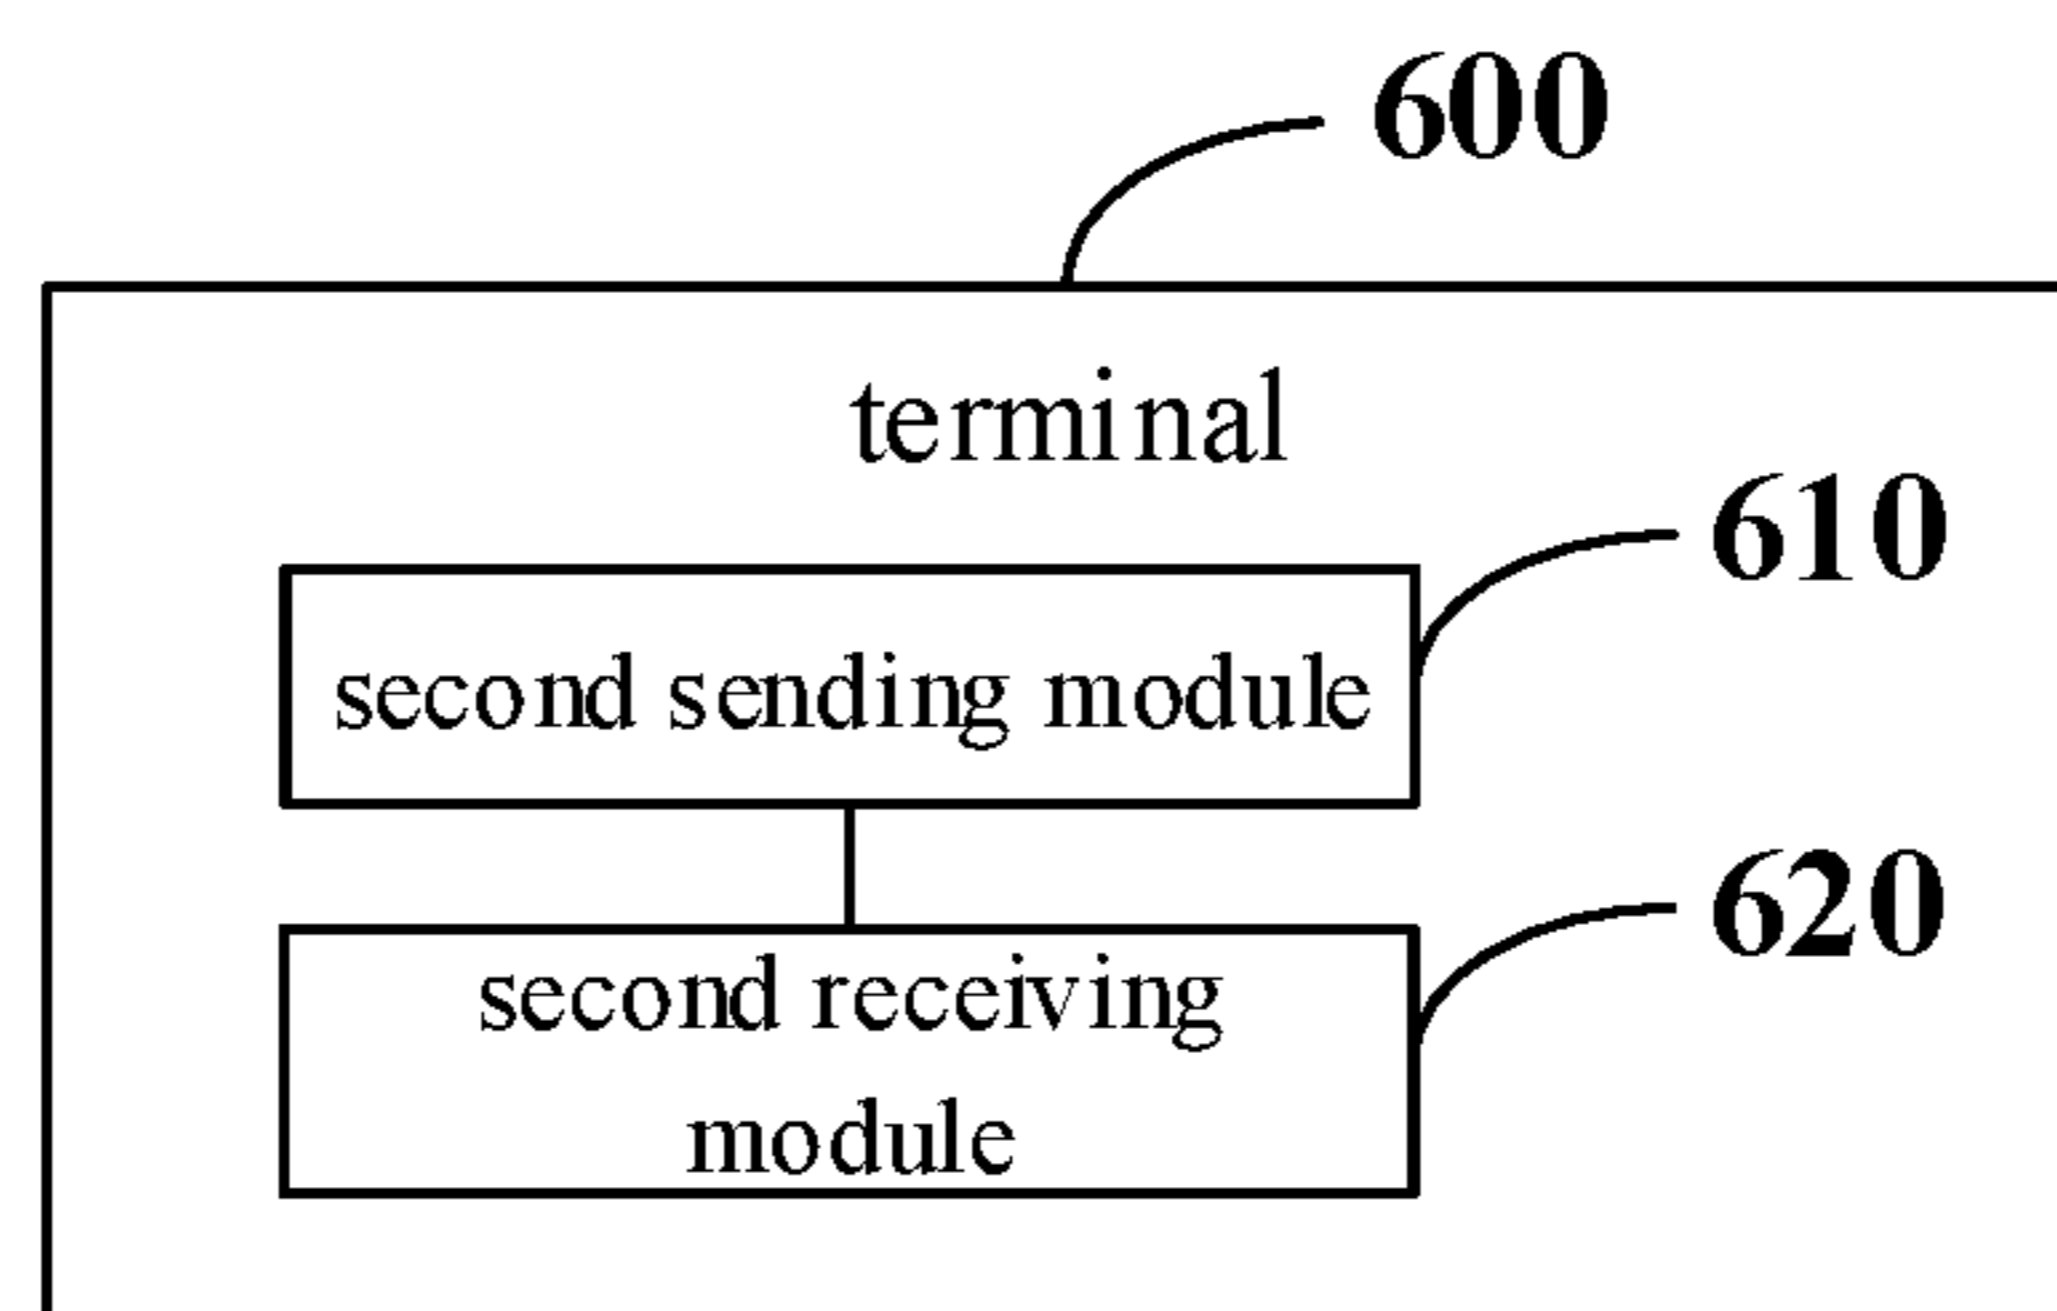 600
terminal
610
second sending module
620
second receiving
module